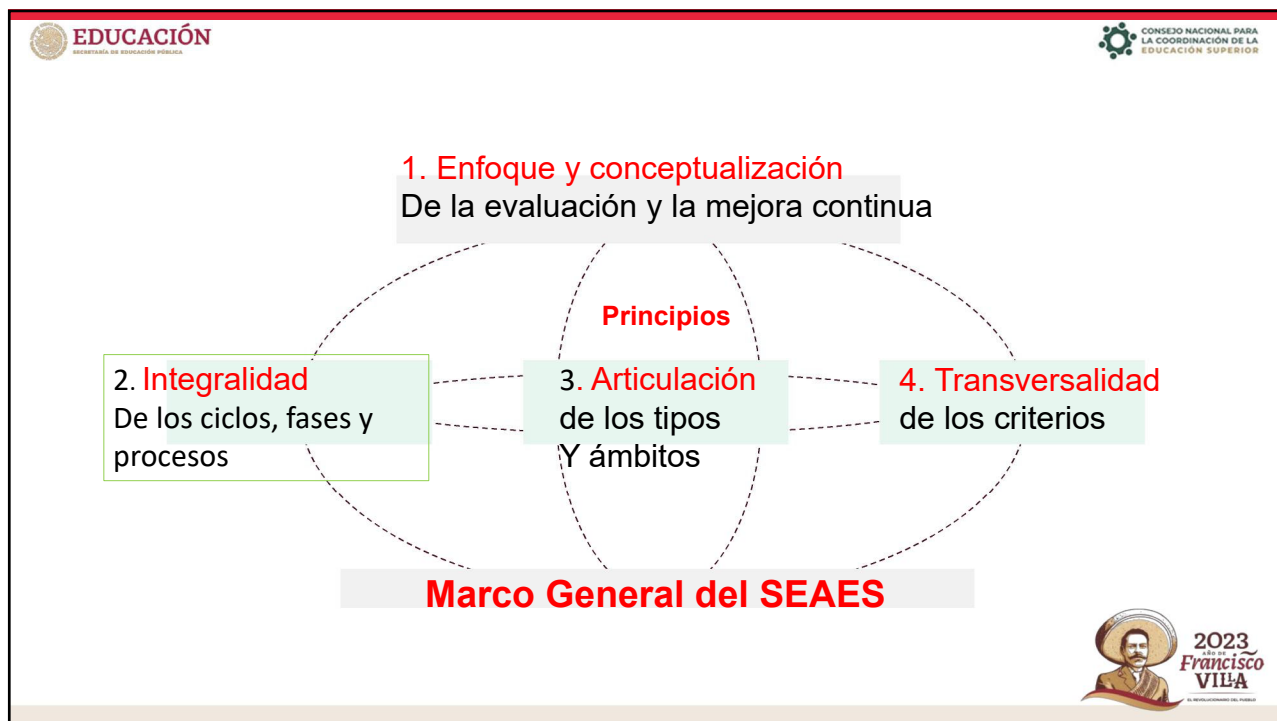 EDUCACIÓN
SECRETARÍA DE EDUCACIÓN PÚBLICA
CONSEJO NACIONAL PARA
LA COORDINACIÓN DE LA
EDUCACIÓN SUPERIOR
1. Enfoque y conceptualización
De la evaluación y la mejora continua
Principios
2. Integralidad
De los ciclos, fases y
procesos
3. Articulación
de los tipos
Y ámbitos
4. Transversalidad
de los criterios
Marco General del SEAES
2023
AÑO DE
Francisco
VILLA
EL REVOLUCIONARIO DEL PUEBLO